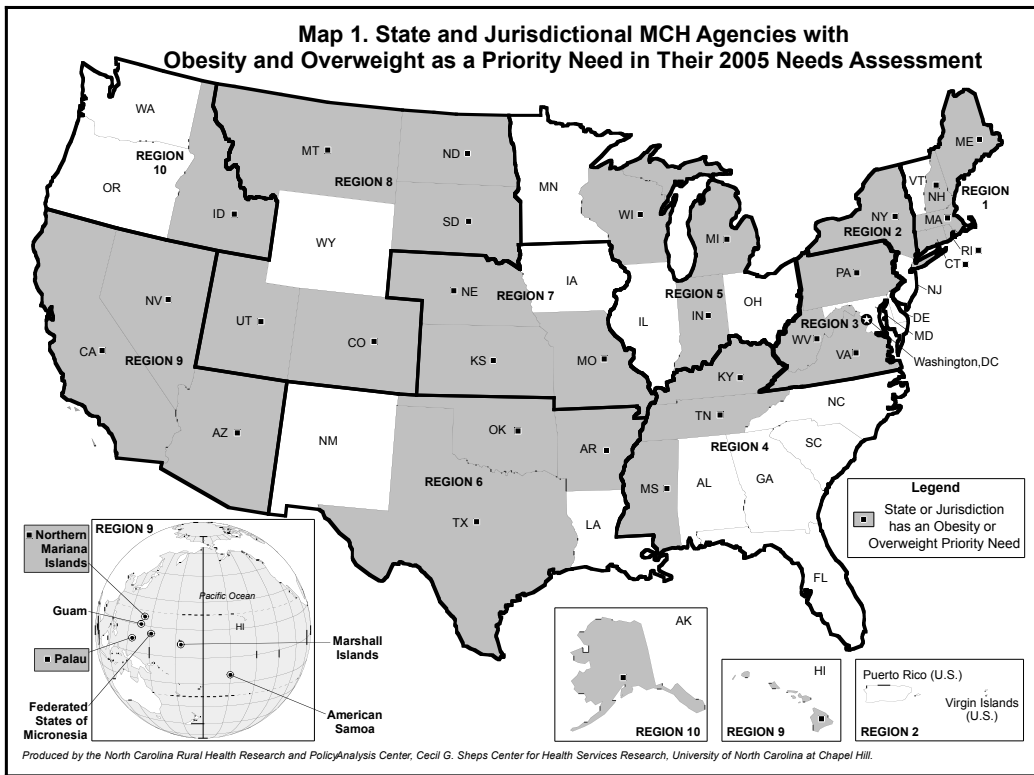 Map 1. State and Jurisdictional MCH Agencies with
Obesity and Overweight as a Priority Need in Their 2005 Needs Assessment
WA
REGION
10
OR
ID
MT
REGION 8
ND
SD
WY
UT
CO
MN
WI
MI
REGION 5
IL
IN
OH
NE
REGION 7
IA
KS
MO
ME
VT
NH
REGION
1
MA
RI
CT
NY
REGION 2
NJ
PA
REGION 3
DE
MD
WV
VA
Washington,DC
NV
CA
REGION 9
AZ
NM
OK
AR
REGION 6
TX
LA
KY
TN
NC
REGION 4
SC
MS
AL
GA
FL
Legend
State or Jurisdiction
has an Obesity or
Overweight Priority Need
REGION 9
Northern
Mariana
Islands
Pacific Ocean
Guam
HI
Palau
Marshall
Islands
Federated
States of
Micronesia
American
Samoa
AK
REGION 10
HI
REGION 9
Puerto Rico (U.S.)
Virgin Islands
(U.S.)
REGION 2
Produced by the North Carolina Rural Health Research and PolicyAnalysis Center, Cecil G. Sheps Center for Health Services Research, University of North Carolina at Chapel Hill.